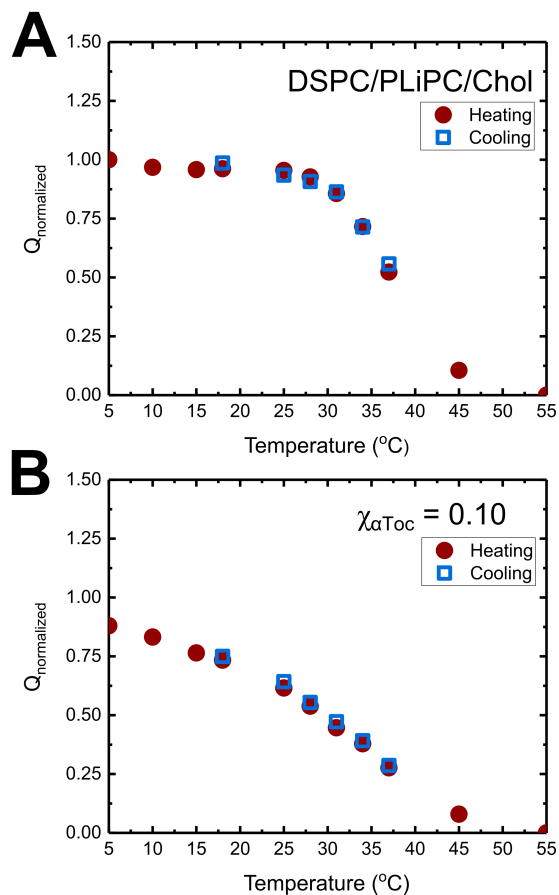 A
1.50
DSPC/PLiPC/Chol
Heating
Cooling
1.25
1.00
0.75
0.50
0.25
0.00
Qnormalized
5 10 15 20 25 30 35 40 45 50 55
Temperature (oC)
B
1.50
χαToc = 0.10
Heating
Cooling
1.25
1.00
0.75
0.50
0.25
0.00
Qnormalized
5 10 15 20 25 30 35 40 45 50 55
Temperature (oC)